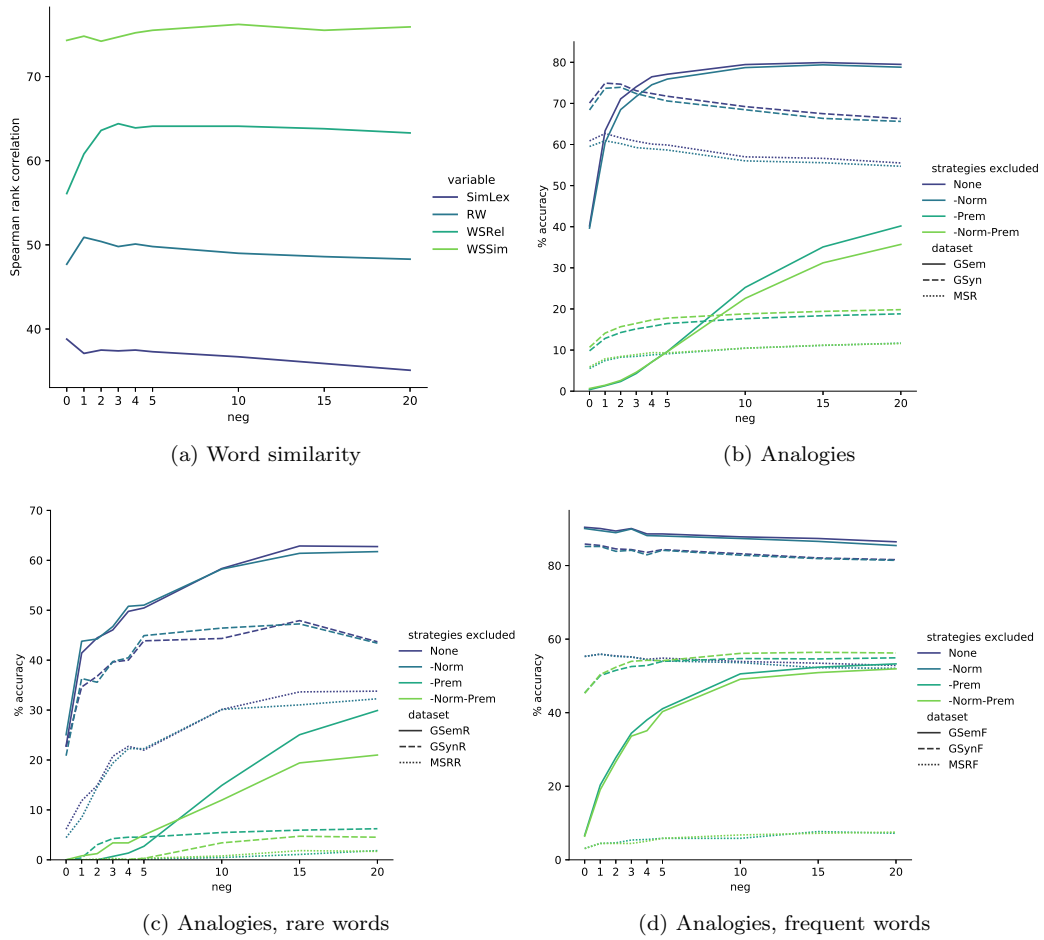 70
60
50
40
Spearman rank correlation
0 1 2 3 4 5 10 15 20
neg
variable
SimLex
RW
WSRel
WSSim
(a) Word similarity
80
70
60
50
40
30
20
10
0
% accuracy
0 1 2 3 4 5 10 15 20
neg
strategies excluded
None
-Norm
-Prem
-Norm-Prem
dataset
GSem
GSyn
MSR
(b) Analogies
70
60
50
40
30
20
10
0
% accuracy
0 1 2 3 4 5 10 15 20
neg
strategies excluded
None
-Norm
-Prem
-Norm-Prem
dataset
GSemR
GSynR
MSRR
(c) Analogies, rare words
80
60
40
20
0
% accuracy
0 1 2 3 4 5 10 15 20
neg
strategies excluded
None
-Norm
-Prem
-Norm-Prem
dataset
GSemF
GSynF
MSRF
(d) Analogies, frequent words